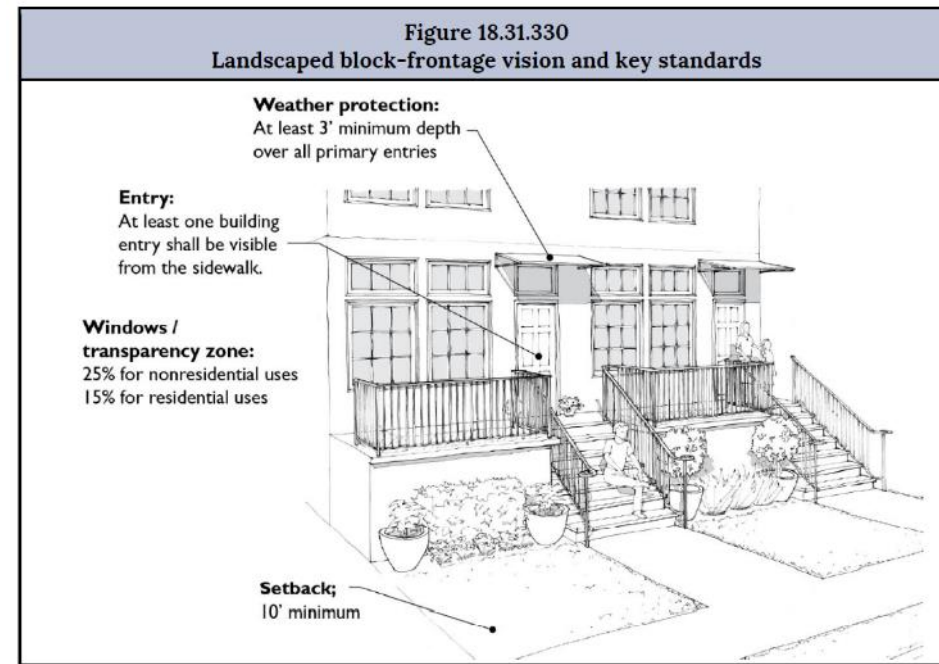 Figure 18.31.330
Landscaped block-frontage vision and key standards
Weather protection:
At least 3' minimum depth
over all primary entries
Entry:
At least one building
entry shall be visible
from the sidewalk.
Windows /
transparency zone:
25% for nonresidential uses
15% for residential uses
Setback;
10' minimum